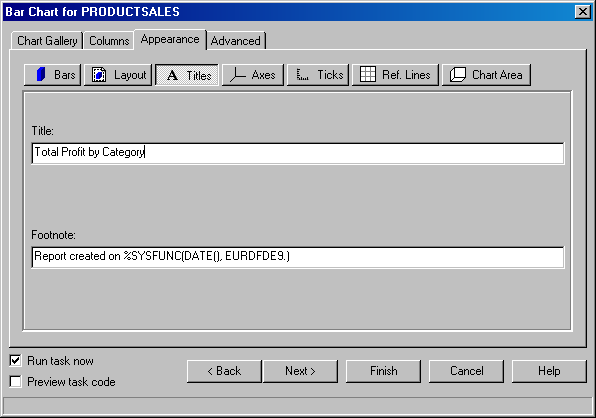 Bar Chart for PRODUCTSALES
Chart Gallery Columns Appearance Advanced
Bars Layout A Titles Axes Ticks Ref. Lines Chart Area
Title:
Total Profit by Category
Footnote:
Report created on %SYSFUNC(DATE(), EURDFDE9.)
Run task now
Preview task code
< Back Next > Finish Cancel Help